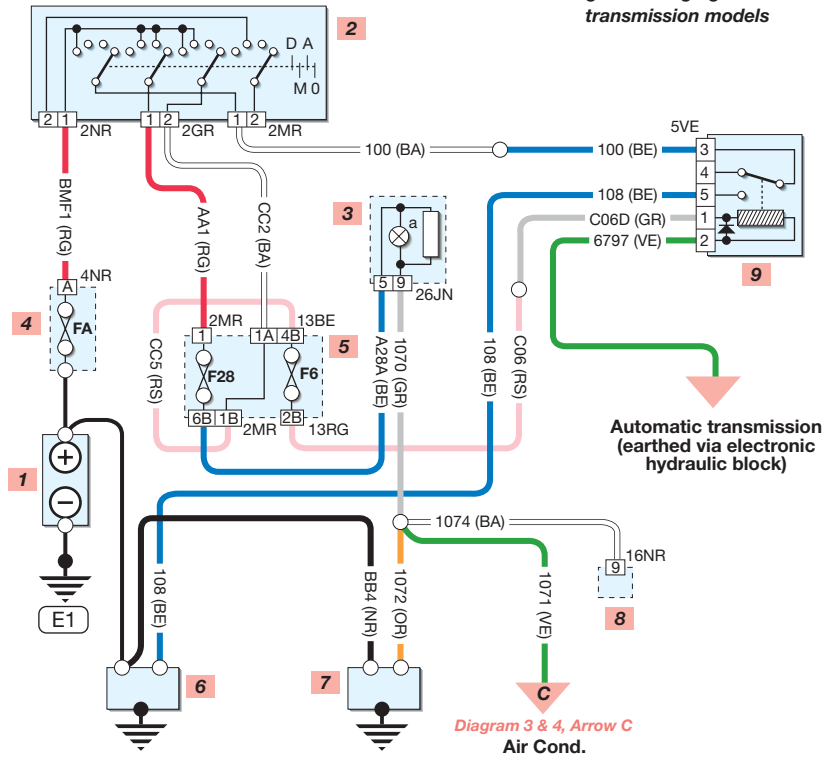 transmission models
2
D A
M 0
2 1 2NR
1 2 2GR
1 2 2MR
5VE
100 (BA)
100 (BE)
3
4
108 (BE)
5
C06D (GR)
1
6797 (VE)
2
9
BMF1 (RG)
AA1 (RG)
CC2 (BA)
3
a
5 9
26JN
4NR
A
4
FA
2MR
13BE
1
1A 4B
5
F28
F6
CC5 (RS)
6B 1B
2MR
2B
13RG
A28A (BE)
1070 (GR)
108 (BE)
C06 (RS)
Automatic transmission
(earthed via electronic
hydraulic block)
+
1
−
E1
1074 (BA)
16NR
9
8
108 (BE)
BB4 (NR)
1072 (OR)
1071 (VE)
6
7
C
Diagram 3 & 4, Arrow C
Air Cond.